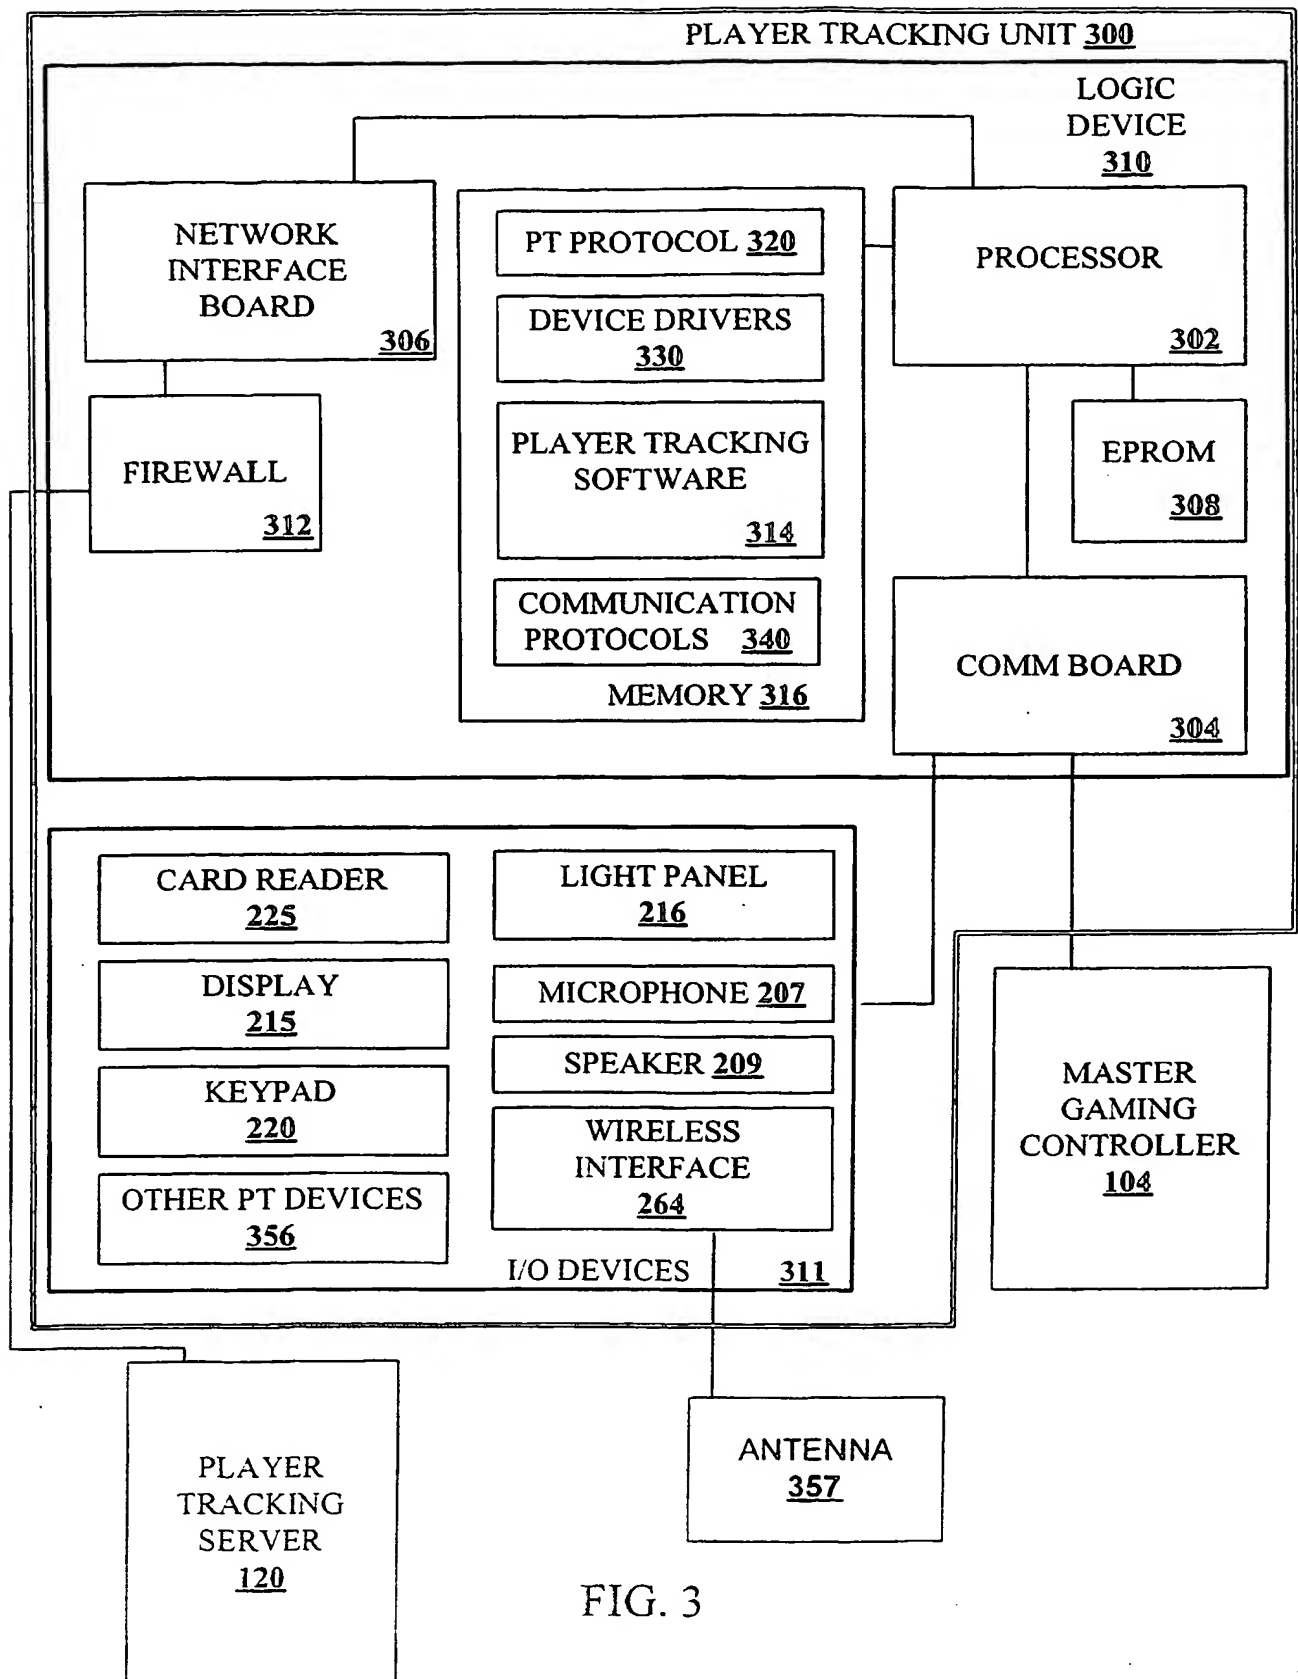 PLAYER TRACKING UNIT 300
LOGIC
DEVICE
310
NETWORK
INTERFACE
BOARD
306
PT PROTOCOL 320
DEVICE DRIVERS
330
PLAYER TRACKING
SOFTWARE
314
COMMUNICATION
PROTOCOLS 340
MEMORY 316
PROCESSOR
302
FIREWALL
312
EPROM
308
COMM BOARD
304
CARD READER
225
DISPLAY
215
KEYPAD
220
OTHER PT DEVICES
356
LIGHT PANEL
216
MICROPHONE 207
SPEAKER 209
WIRELESS
INTERFACE
264
I/O DEVICES 311
MASTER
GAMING
CONTROLLER
104
PLAYER
TRACKING
SERVER
120
ANTENNA
357
FIG. 3